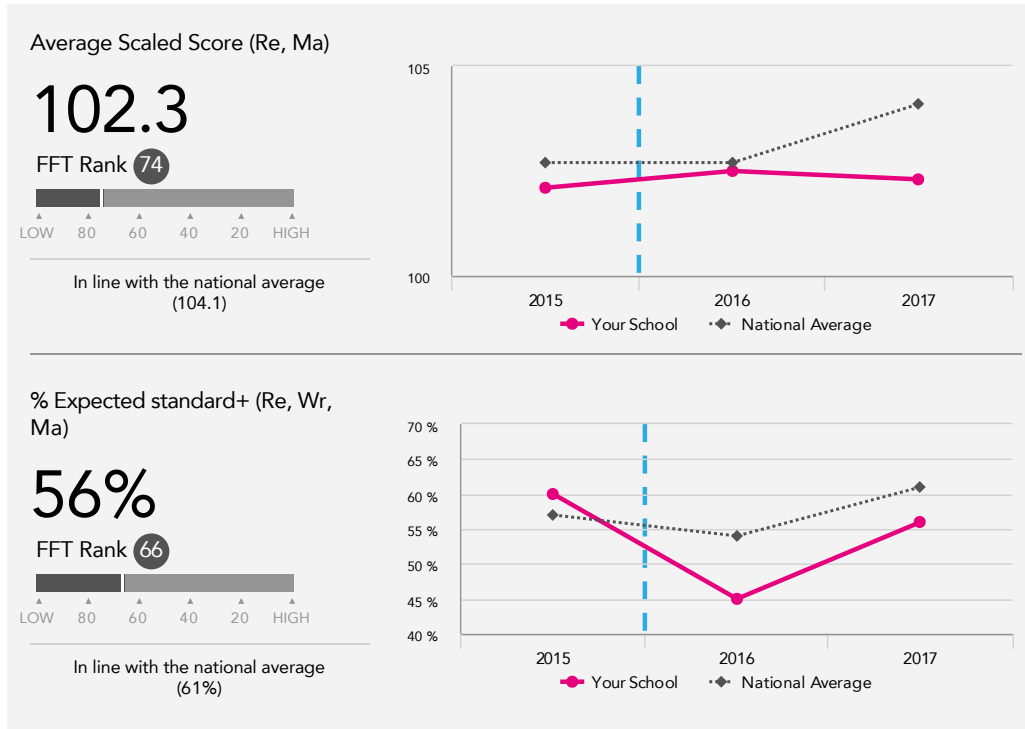 Average Scaled Score (Re, Ma)
102.3
FFT Rank 74
LOW 80 60 40 20 HIGH
In line with the national average
(104.1)
105
100
2015 2016 2017
Your School National Average
% Expected standard+ (Re, Wr,
Ma)
56%
FFT Rank 66
LOW 80 60 40 20 HIGH
In line with the national average
(61%)
70 %
65 %
60 %
55 %
50 %
45 %
40 %
2015 2016 2017
Your School National Average